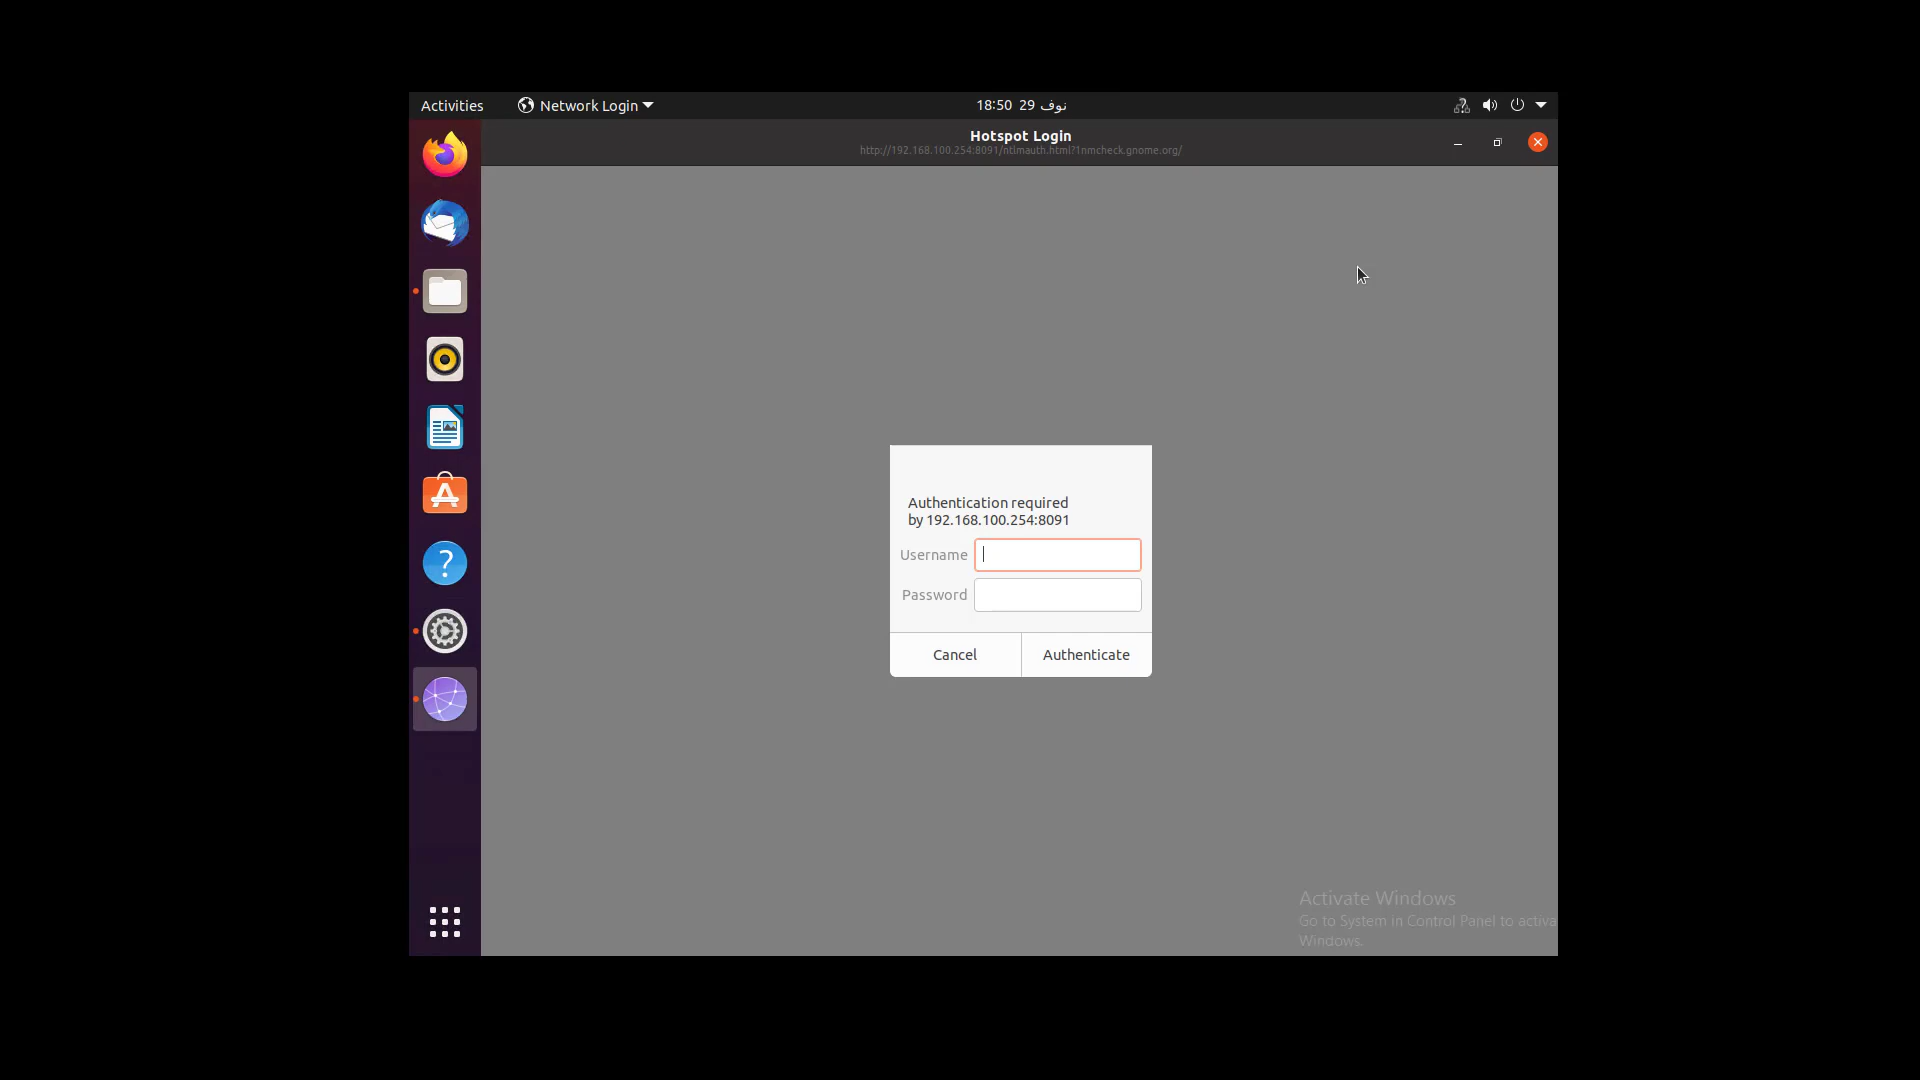 Activities
Network Login
18:50 29 نوف
Hotspot Login
http://192.168.100.254:8091/ntlmauth.html?1nmcheck.gnome.org/
Authentication required
by 192.168.100.254:8091
Username
Password
Cancel
Authenticate
Activate Windows
Go to System in Control Panel to activa
Windows.